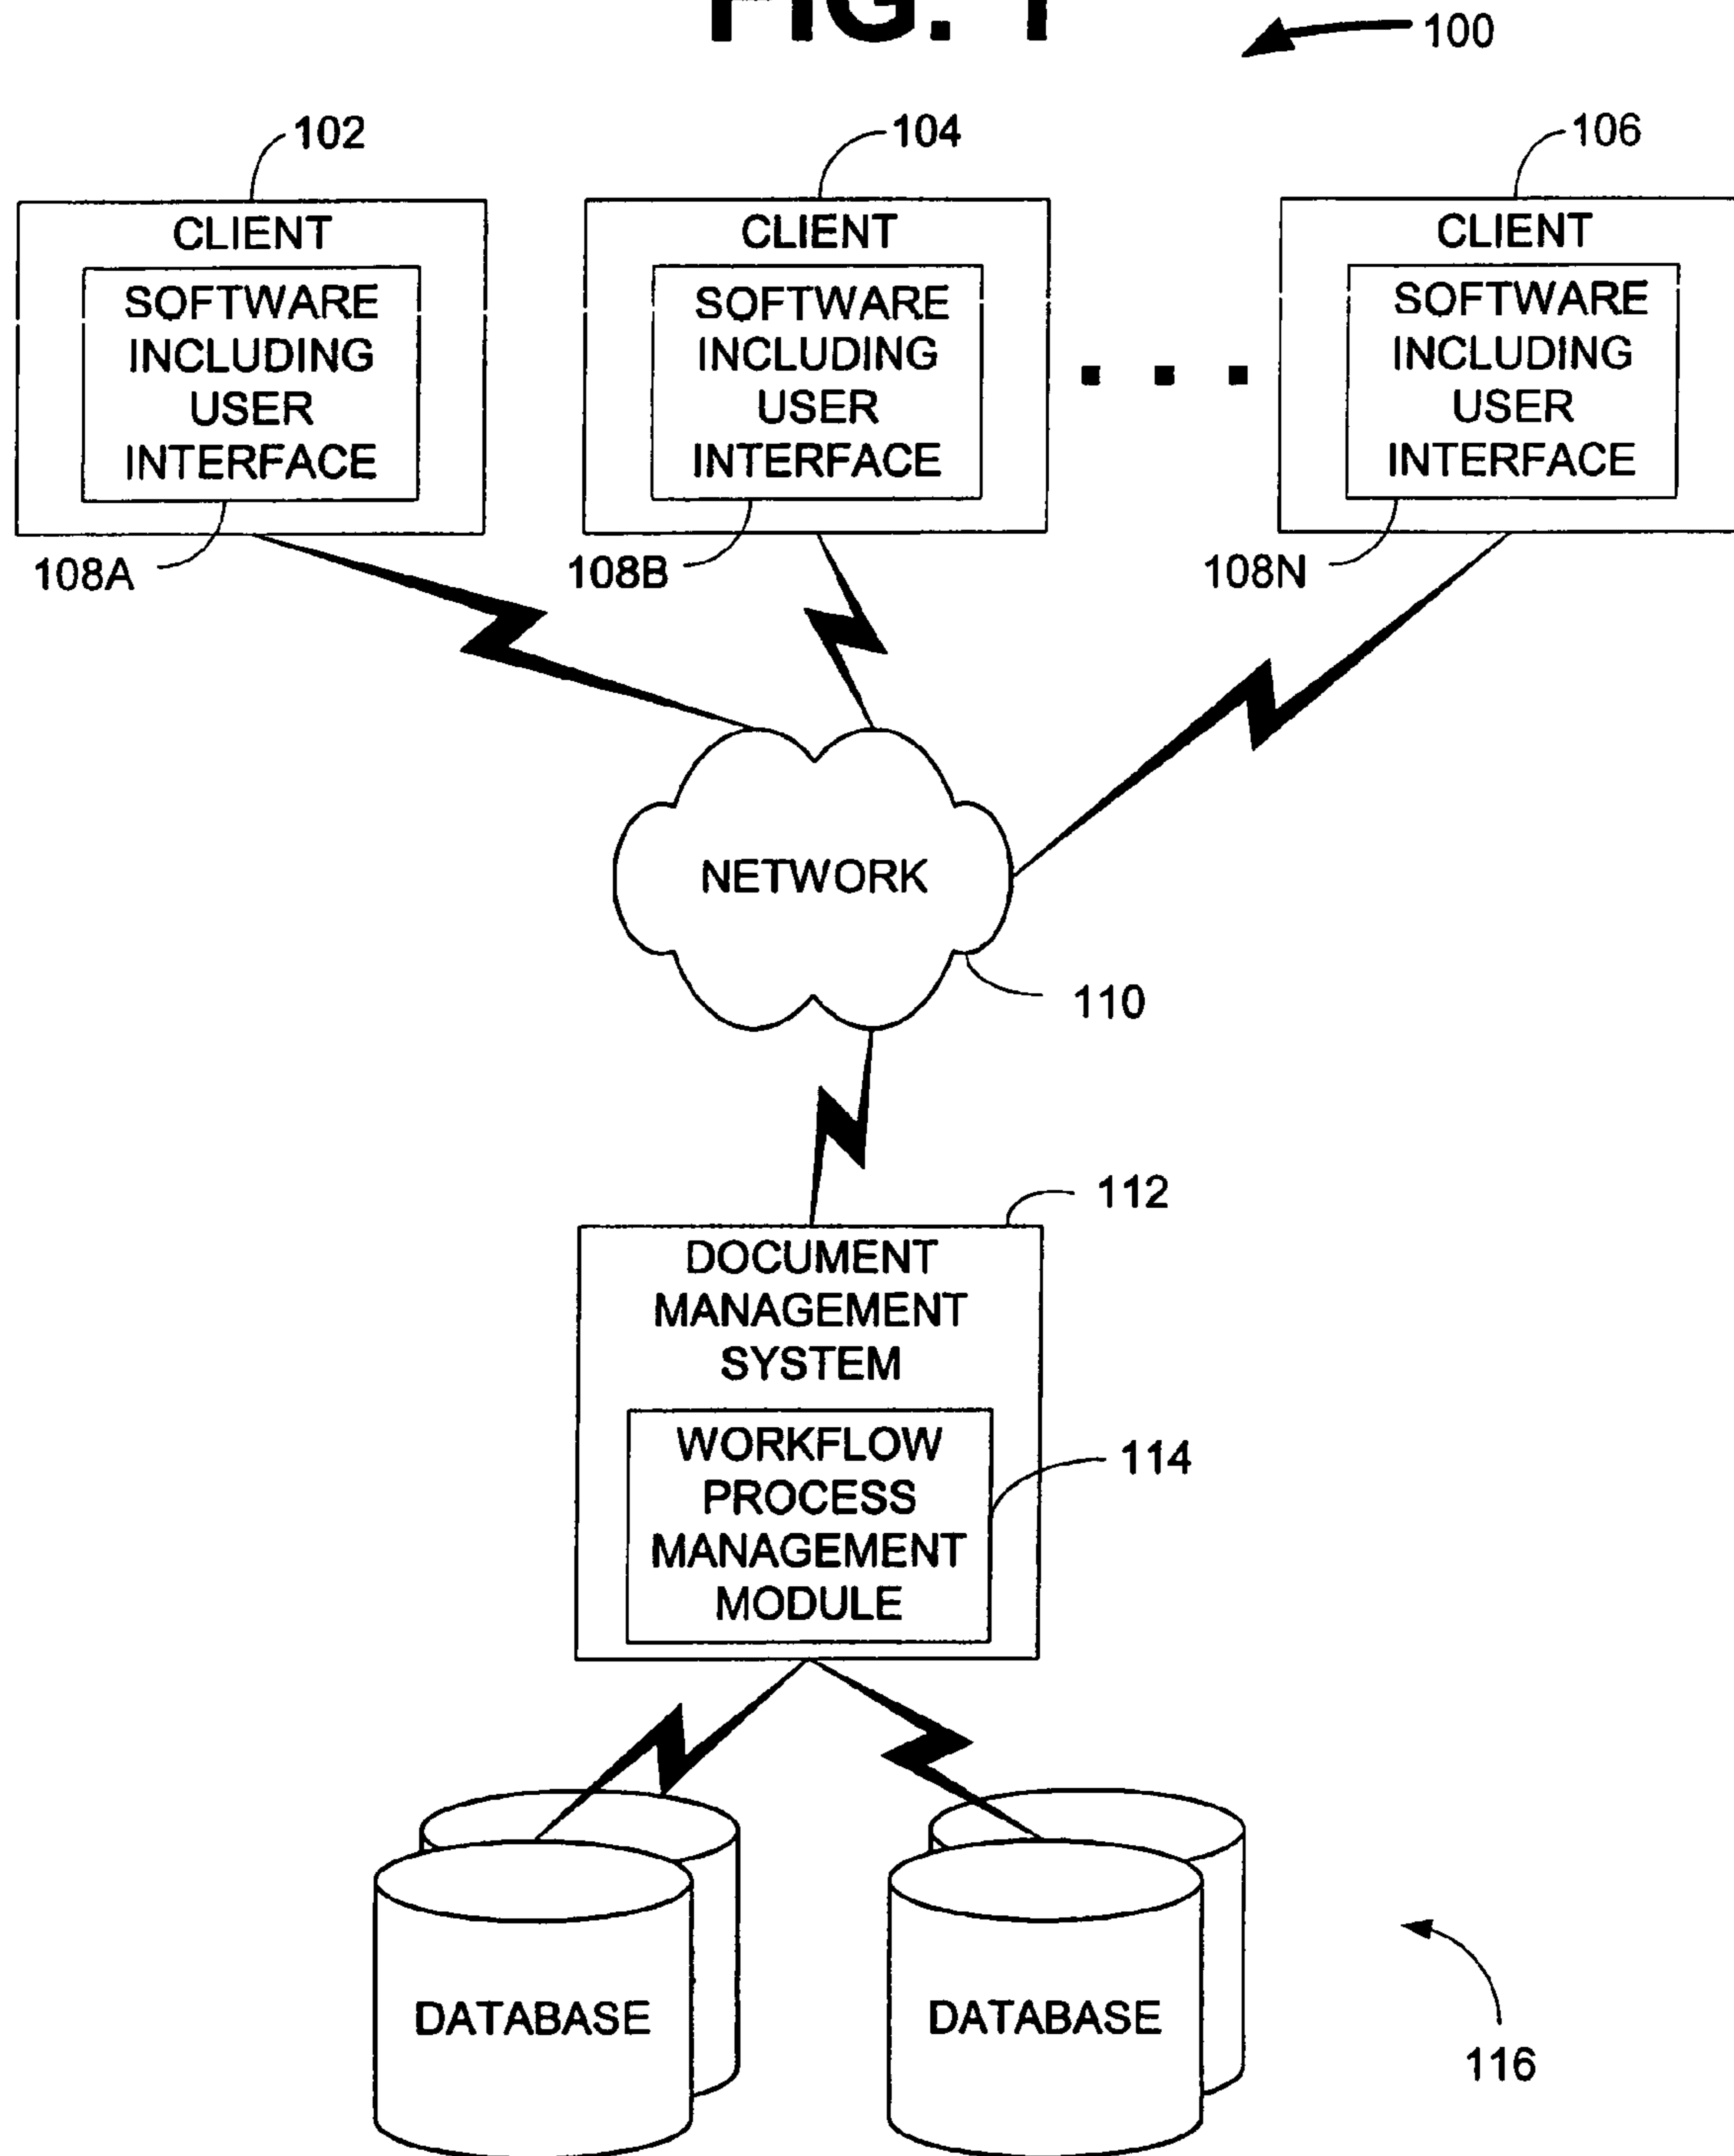 FIG. 1
100
102
104
106
CLIENT
SOFTWARE
INCLUDING
USER
INTERFACE
108A
CLIENT
SOFTWARE
INCLUDING
USER
INTERFACE
108B
CLIENT
SOFTWARE
INCLUDING
USER
INTERFACE
108N
NETWORK
110
112
DOCUMENT
MANAGEMENT
SYSTEM
WORKFLOW
PROCESS
MANAGEMENT
MODULE
114
DATABASE
DATABASE
116